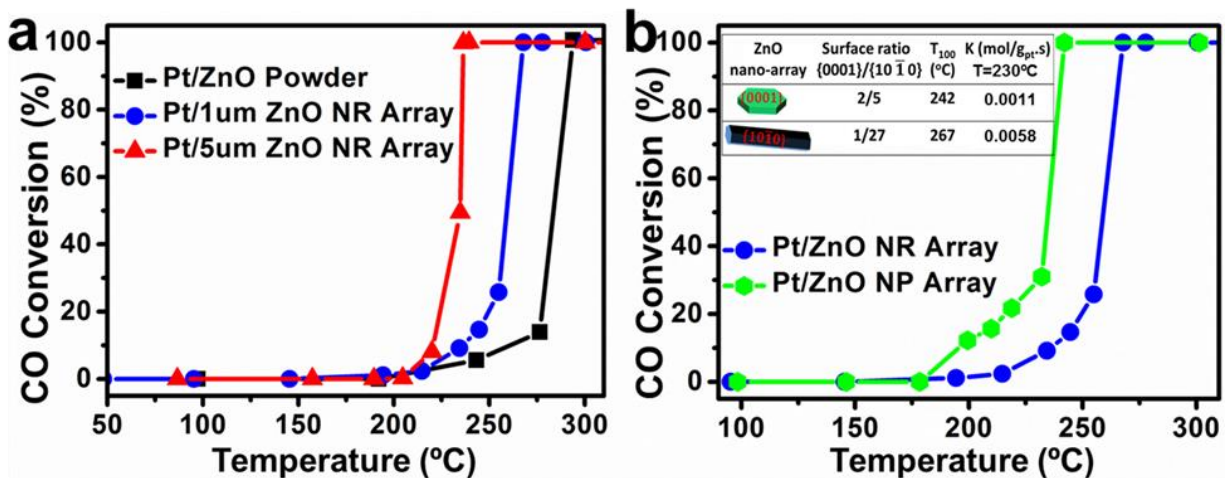 a
100
80
60
40
20
0
CO Conversion (%)
Pt/ZnO Powder
Pt/1um ZnO NR Array
Pt/5um ZnO NR Array
50
100
150
200
250
300
Temperature (ºC)
b
100
80
60
40
20
0
CO Conversion (%)
ZnO Surface ratio T100 K (mol/gpt.s)
nano-array {0001}/{10 1̅ 0} (ºC) T=230ºC
{0001} 2/5 242 0.0011
{101̅0} 1/27 267 0.0058
Pt/ZnO NR Array
Pt/ZnO NP Array
100
150
200
250
300
Temperature (ºC)